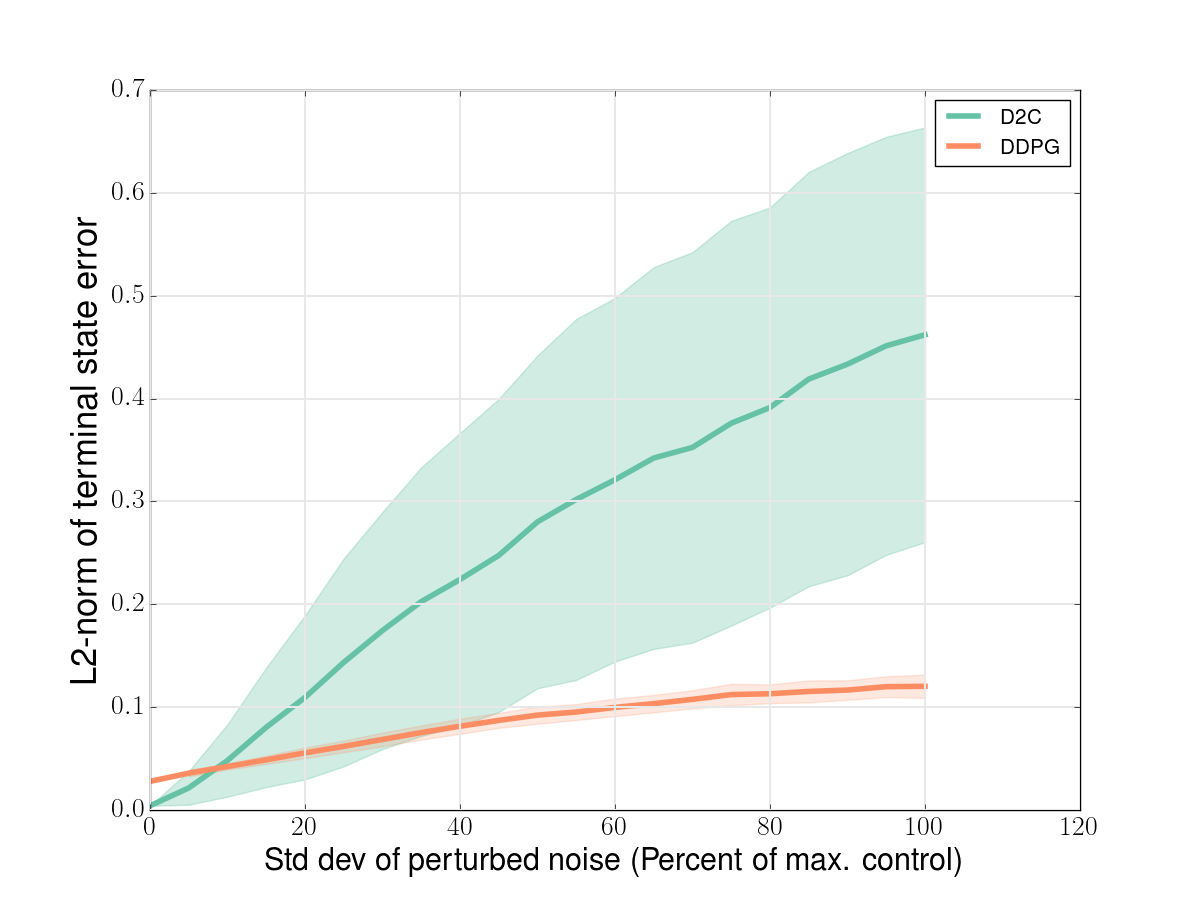 0.7
0.6
0.5
0.4
0.3
0.2
0.1
0.0
L2-norm of terminal state error
D2C
DDPG
0 20 40 60 80 100 120
Std dev of perturbed noise (Percent of max. control)